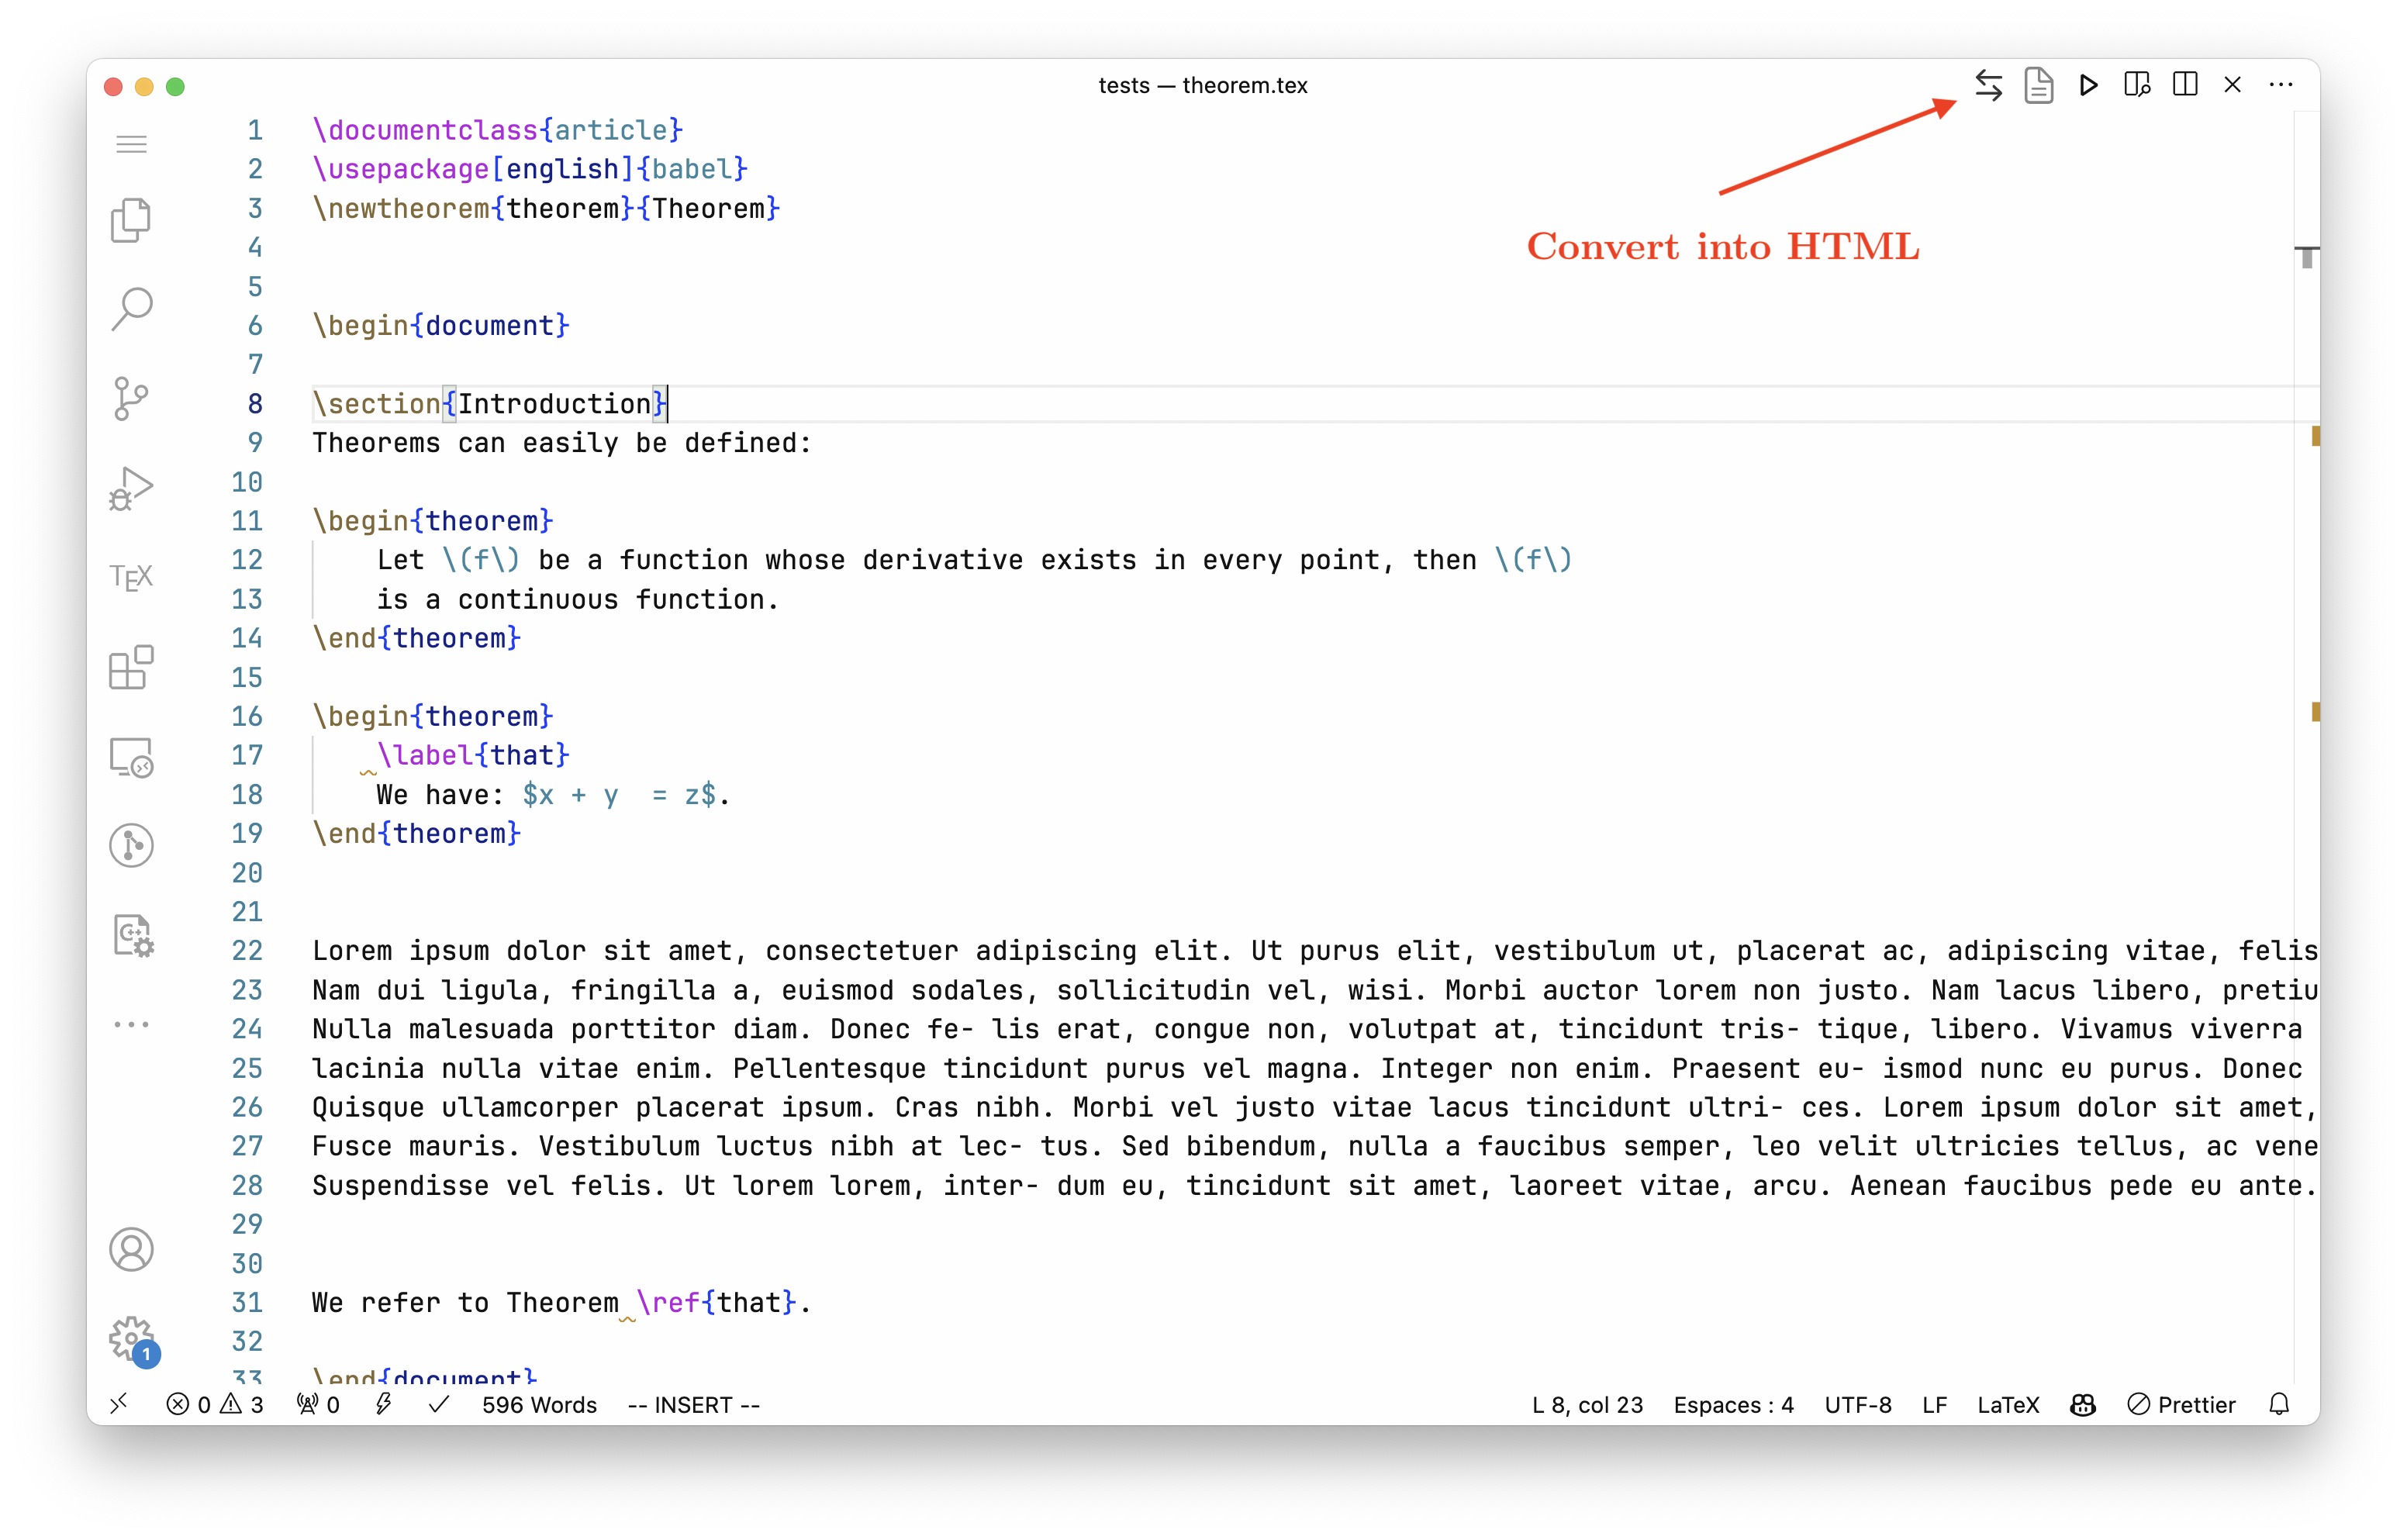 tests — theorem.tex
Convert into HTML
1 \documentclass{article}
2 \usepackage[english]{babel}
3 \newtheorem{theorem}{Theorem}
4
5
6 \begin{document}
7
8 \section{Introduction}
9 Theorems can easily be defined:
10
11 \begin{theorem}
12 Let \(f\) be a function whose derivative exists in every point, then \(f\)
13 is a continuous function.
14 \end{theorem}
15
16 \begin{theorem}
17 \label{that}
18 We have: $x + y  = z$.
19 \end{theorem}
20
21
22 Lorem ipsum dolor sit amet, consectetuer adipiscing elit. Ut purus elit, vestibulum ut, placerat ac, adipiscing vitae, felis
23 Nam dui ligula, fringilla a, euismod sodales, sollicitudin vel, wisi. Morbi auctor lorem non justo. Nam lacus libero, pretiu
24 Nulla malesuada porttitor diam. Donec fe- lis erat, congue non, volutpat at, tincidunt tris- tique, libero. Vivamus viverra
25 lacinia nulla vitae enim. Pellentesque tincidunt purus vel magna. Integer non enim. Praesent eu- ismod nunc eu purus. Donec
26 Quisque ullamcorper placerat ipsum. Cras nibh. Morbi vel justo vitae lacus tincidunt ultri- ces. Lorem ipsum dolor sit amet,
27 Fusce mauris. Vestibulum luctus nibh at lec- tus. Sed bibendum, nulla a faucibus semper, leo velit ultricies tellus, ac vene
28 Suspendisse vel felis. Ut lorem lorem, inter- dum eu, tincidunt sit amet, laoreet vitae, arcu. Aenean faucibus pede eu ante.
29
30
31 We refer to Theorem \ref{that}.
32
33 \end{document}
TEX
C++
1
0 3 0 596 Words -- INSERT -- L 8, col 23 Espaces : 4 UTF-8 LF LaTeX Prettier